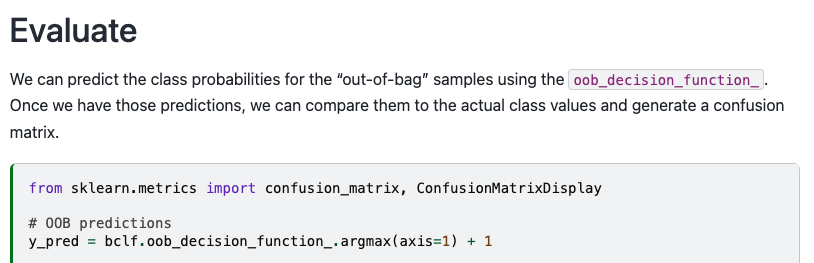 Evaluate
We can predict the class probabilities for the “out-of-bag” samples using the oob_decision_function_.
Once we have those predictions, we can compare them to the actual class values and generate a confusion
matrix.
from sklearn.metrics import confusion_matrix, ConfusionMatrixDisplay
# OOB predictions
y_pred = bclf.oob_decision_function_.argmax(axis=1) + 1